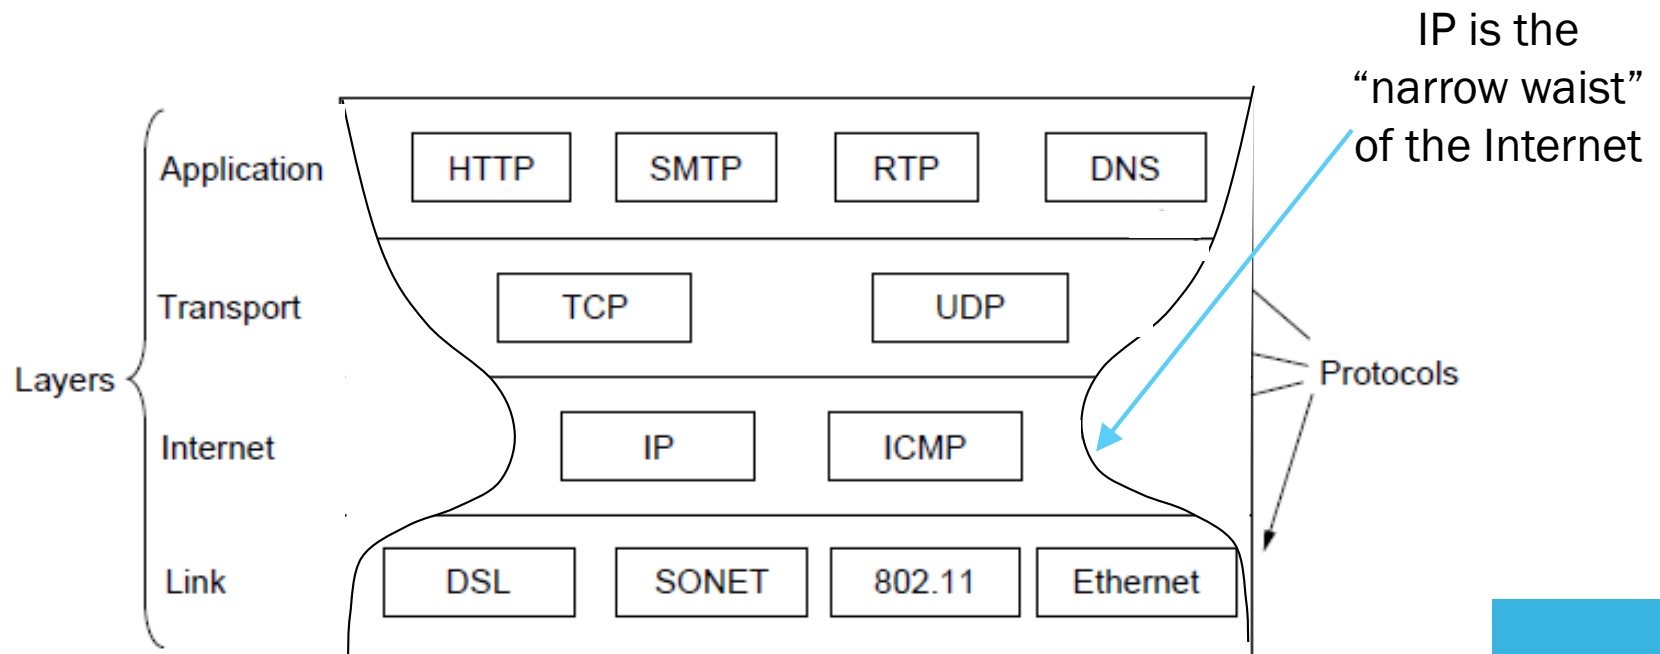 IP is the
“narrow waist”
of the Internet
Application HTTP SMTP RTP DNS
Transport TCP UDP
Layers
Protocols
Internet IP ICMP
Link DSL SONET 802.11 Ethernet